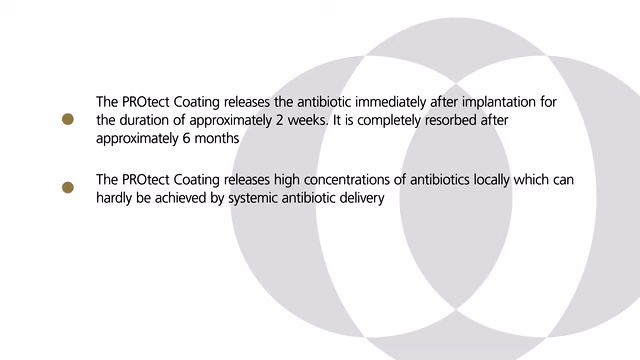 The PROtect Coating releases the antibiotic immediately after implantation for
the duration of approximately 2 weeks. It is completely resorbed after
approximately 6 months
The PROtect Coating releases high concentrations of antibiotics locally which can
hardly be achieved by systemic antibiotic delivery